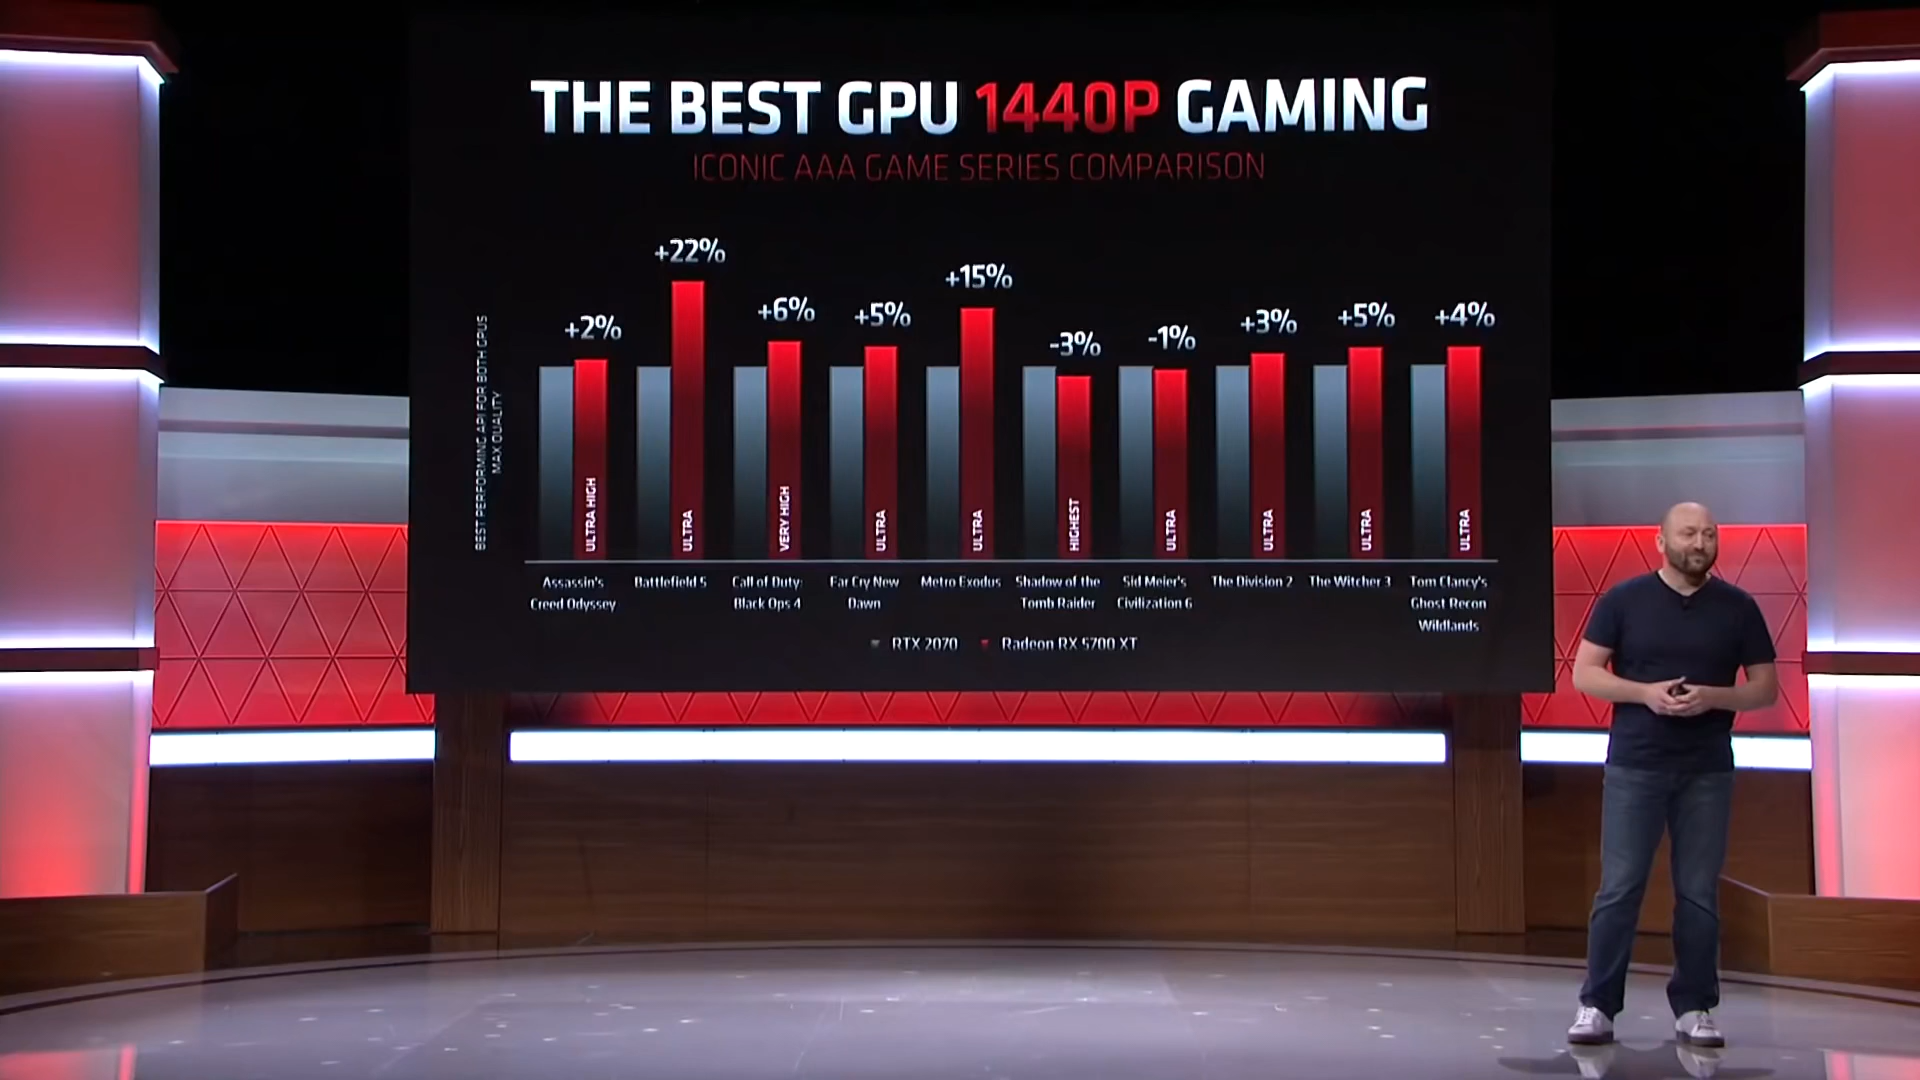 THE BEST GPU 1440P GAMING
ICONIC AAA GAME SERIES COMPARISON
BEST PERFORMING API FOR BOTH GPUS
MAX QUALITY
+2%
+22%
+6%
+5%
+15%
-3%
-1%
+3%
+5%
+4%
ULTRA HIGH
ULTRA
VERY HIGH
ULTRA
ULTRA
HIGHEST
ULTRA
ULTRA
ULTRA
ULTRA
Assassin's
Creed Odyssey
Battlefield 5
Call of Duty:
Black Ops 4
Far Cry New
Dawn
Metro Exodus
Shadow of the
Tomb Raider
Sid Meier's
Civilization 6
The Division 2
The Witcher 3
Tom Clancy's
Ghost Recon
Wildlands
RTX 2070
Radeon RX 5700 XT